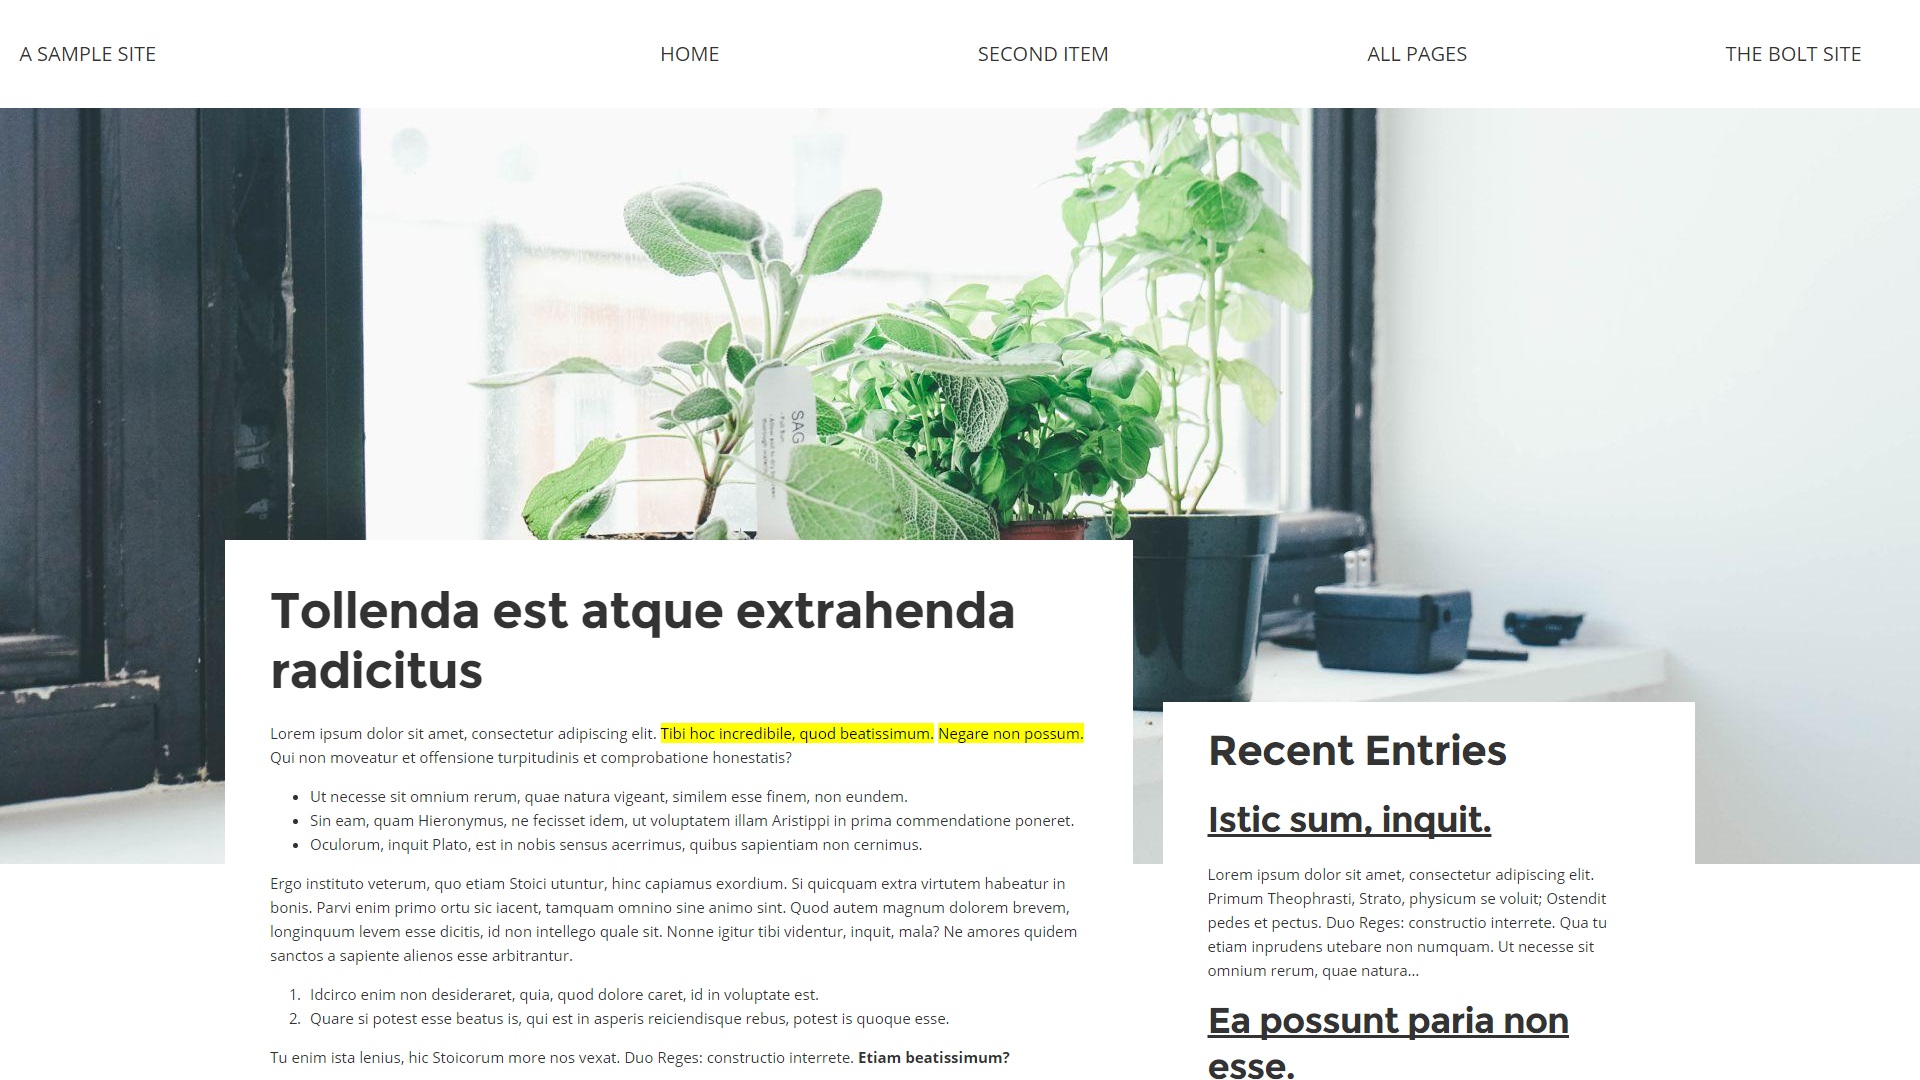 A SAMPLE SITE
HOME
SECOND ITEM
ALL PAGES
THE BOLT SITE
SAG
Tollenda est atque extrahenda
radicitus
Lorem ipsum dolor sit amet, consectetur adipiscing elit. Tibi hoc incredibile, quod beatissimum. Negare non possum.
Qui non moveatur et offensione turpitudinis et comprobatione honestatis?
• Ut necesse sit omnium rerum, quae natura vigeant, similem esse finem, non eundem.
• Sin eam, quam Hieronymus, ne fecisset idem, ut voluptatem illam Aristippi in prima commendatione poneret.
• Oculorum, inquit Plato, est in nobis sensus acerrimus, quibus sapientiam non cernimus.
Ergo instituto veterum, quo etiam Stoici utuntur, hinc capiamus exordium. Si quicquam extra virtutem habeatur in
bonis. Parvi enim primo ortu sic iacent, tamquam omnino sine animo sint. Quod autem magnum dolorem brevem,
longinquum levem esse dicitis, id non intellego quale sit. Nonne igitur tibi videntur, inquit, mala? Ne amores quidem
sanctos a sapiente alienos esse arbitrantur.
1. Idcirco enim non desideraret, quia, quod dolore caret, id in voluptate est.
2. Quare si potest esse beatus is, qui est in asperis reiciendisque rebus, potest is quoque esse.
Tu enim ista lenius, hic Stoicorum more nos vexat. Duo Reges: constructio interrete. Etiam beatissimum?
Recent Entries
Istic sum, inquit.
Lorem ipsum dolor sit amet, consectetur adipiscing elit.
Primum Theophrasti, Strato, physicum se voluit; Ostendit
pedes et pectus. Duo Reges: constructio interrete. Qua tu
etiam inprudens utebare non numquam. Ut necesse sit
omnium rerum, quae natura…
Ea possunt paria non
esse.